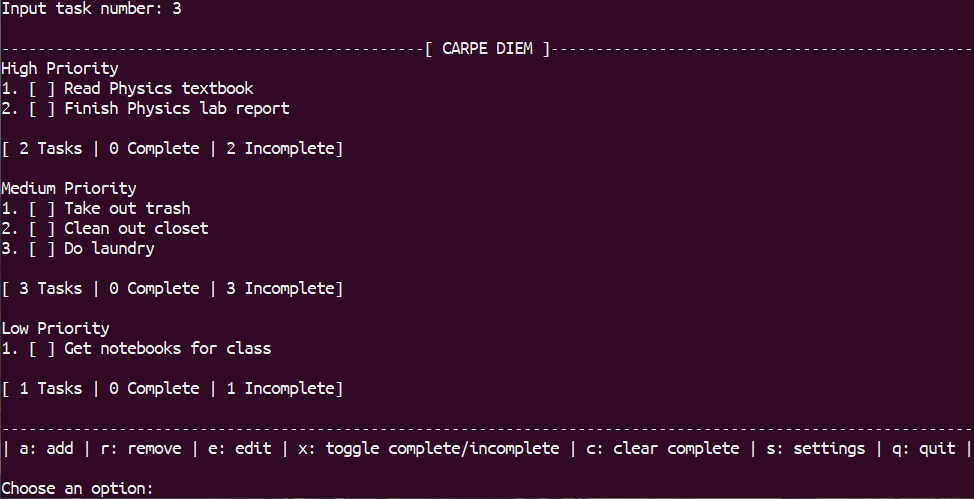 Input task number: 3
-----------------------------------------------[ CARPE DIEM ]-----------------------------------------------
High Priority
1. [ ] Read Physics textbook
2. [ ] Finish Physics lab report
[ 2 Tasks | 0 Complete | 2 Incomplete]
Medium Priority
1. [ ] Take out trash
2. [ ] Clean out closet
3. [ ] Do laundry
[ 3 Tasks | 0 Complete | 3 Incomplete]
Low Priority
1. [ ] Get notebooks for class
[ 1 Tasks | 0 Complete | 1 Incomplete]
------------------------------------------------------------------------------------------------------------
| a: add | r: remove | e: edit | x: toggle complete/incomplete | c: clear complete | s: settings | q: quit |
Choose an option: